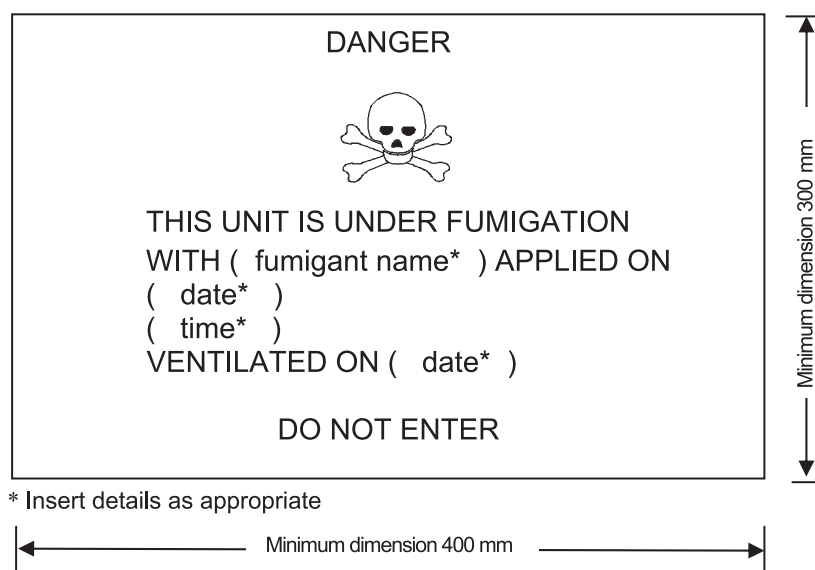 DANGER
THIS UNIT IS UNDER FUMIGATION
WITH ( fumigant name* ) APPLIED ON
( date* )
( time* )
VENTILATED ON ( date* )
DO NOT ENTER
* Insert details as appropriate
Minimum dimension 400 mm
Minimum dimension 300 mm